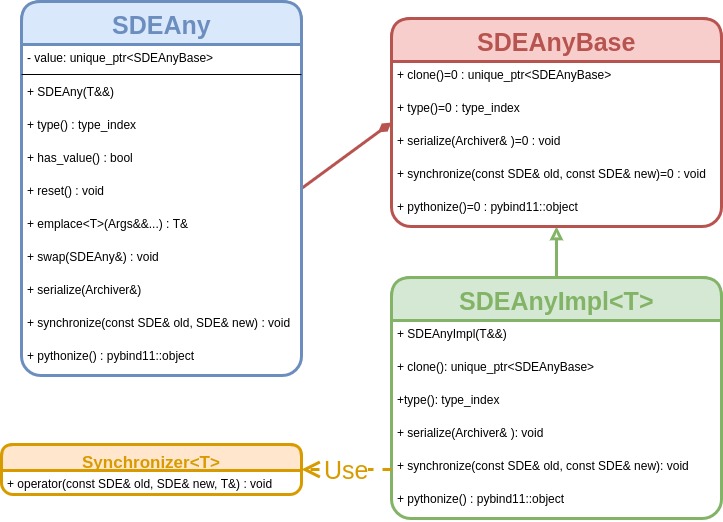 SDEAny
- value: unique_ptr<SDEAnyBase>
+ SDEAny(T&&)
+ type() : type_index
+ has_value() : bool
+ reset() : void
+ emplace<T>(Args&&...) : T&
+ swap(SDEAny&) : void
+ serialize(Archiver&)
+ synchronize(const SDE& old, SDE& new) : void
+ pythonize() : pybind11::object
SDEAnyBase
+ clone()=0 : unique_ptr<SDEAnyBase>
+ type()=0 : type_index
+ serialize(Archiver& )=0 : void
+ synchronize(const SDE& old, const SDE& new)=0 : void
+ pythonize()=0 : pybind11::object
SDEAnyImpl<T>
+ SDEAnyImpl(T&&)
+ clone(): unique_ptr<SDEAnyBase>
+type(): type_index
+ serialize(Archiver& ): void
+ synchronize(const SDE& old, const SDE& new): void
+ pythonize() : pybind11::object
Synchronizer<T>
+ operator(const SDE& old, SDE& new, T&) : void
Use